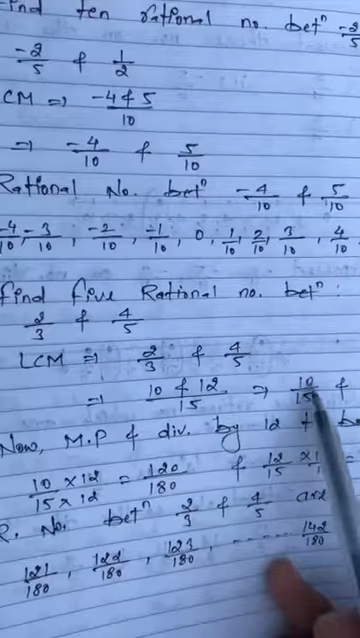 Find ten rational no. betⁿ -2/5
-2/5 & 1/2
CM ⇒ -4 & 5/10
⇒ -4/10 & 5/10
Rational No. betⁿ -4/10 & 5/10
-4/10, -3/10, -2/10, -1/10, 0, 1/10, 2/10, 3/10, 4/10
Find five Rational no. betⁿ:
2/3 & 4/5
LCM ⇒ 2/3 & 4/5
⇒ 10 & 12/15 ⇒ 10/15 &
Now, M.P & div. by 12 to
10 × 12/15 × 12 = 120/180 & 12/15 × 1/1 =
R. No. betⁿ 2/3 & 4/5 are
121/180, 122/180, 123/180, ------ 142/180